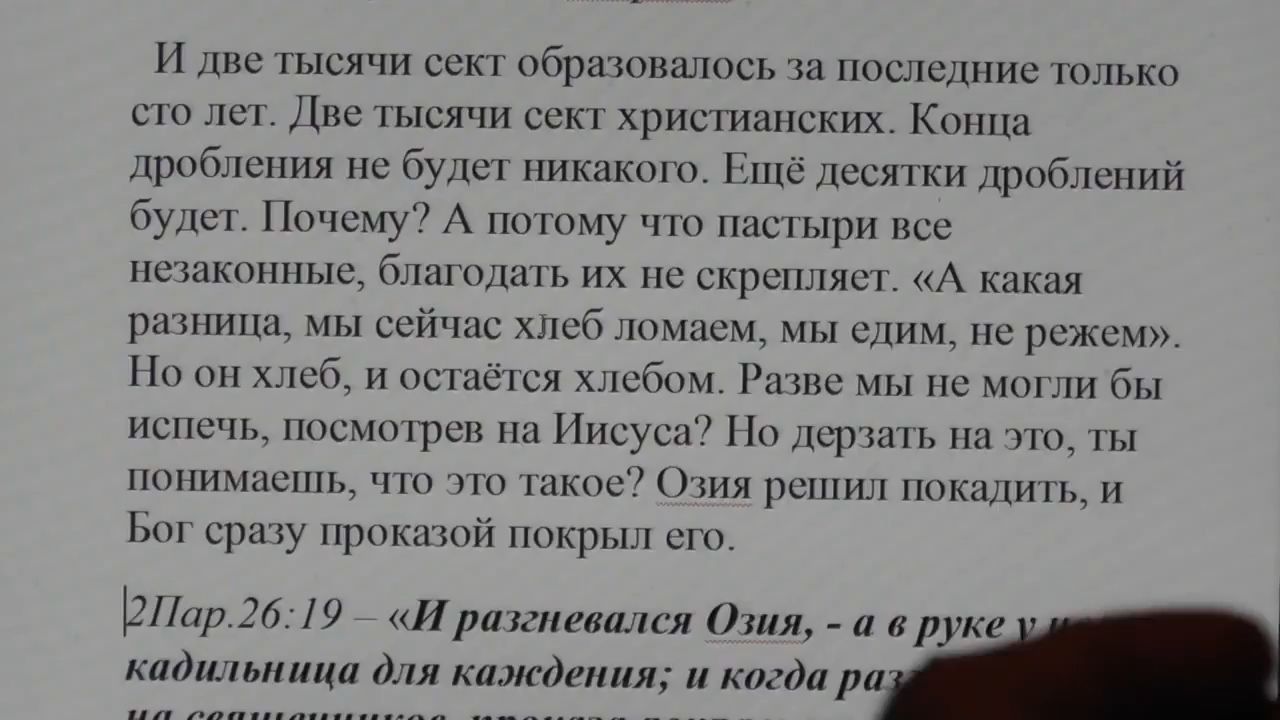 И две тысячи сект образовалось за последние только
сто лет. Две тысячи сект христианских. Конца
дробления не будет никакого. Ещё десятки дроблений
будет. Почему? А потому что пастыри все
незаконные, благодать их не скрепляет. «А какая
разница, мы сейчас хлеб ломаем, мы едим, не режем».
Но он хлеб, и остаётся хлебом. Разве мы не могли бы
испечь, посмотрев на Иисуса? Но дерзать на это, ты
понимаешь, что это такое? Озия решил покадить, и
Бог сразу проказой покрыл его.
2Пар.26:19 – «И разгневался Озия, - а в руке у
кадильница для каждения; и когда